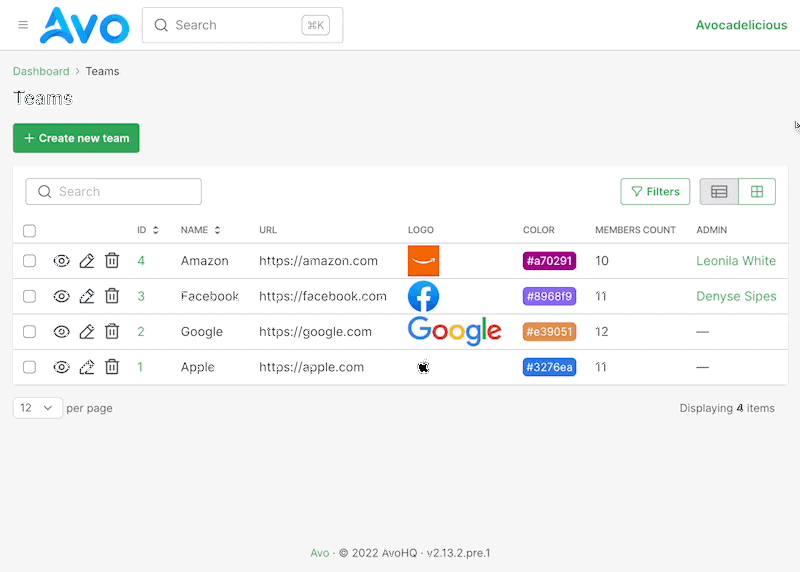 Avo Search ⌘K Avocadelicious
Dashboard > Teams
Teams
+ Create new team
Search Filters
ID NAME URL LOGO COLOR MEMBERS COUNT ADMIN
4 Amazon https://amazon.com #a70291 10 Leonila White
3 Facebook https://facebook.com #8968f9 11 Denyse Sipes
2 Google https://google.com Google #e39051 12 —
1 Apple https://apple.com #3276ea 11 —
12 per page Displaying 4 items
Avo · © 2022 AvoHQ · v2.13.2.pre.1